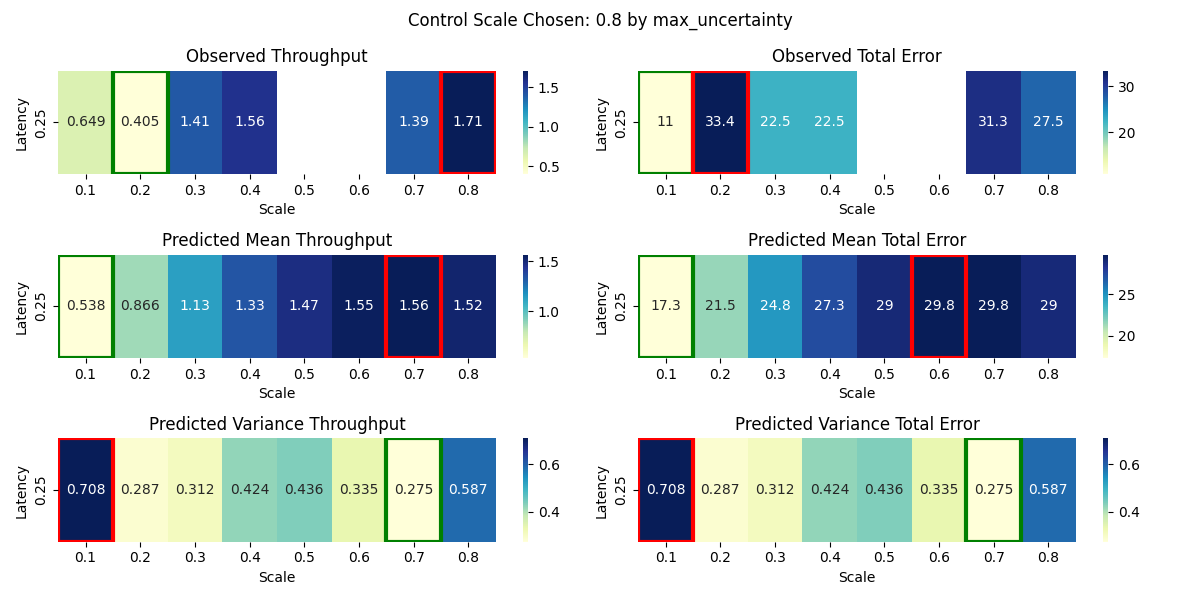 Control Scale Chosen: 0.8 by max_uncertainty
Observed Throughput
Latency
0.25
0.649 0.405 1.41 1.56 1.39 1.71
0.1 0.2 0.3 0.4 0.5 0.6 0.7 0.8
Scale
1.5
1.0
0.5
Observed Total Error
Latency
0.25
11 33.4 22.5 22.5 31.3 27.5
0.1 0.2 0.3 0.4 0.5 0.6 0.7 0.8
Scale
30
20
Predicted Mean Throughput
Latency
0.25
0.538 0.866 1.13 1.33 1.47 1.55 1.56 1.52
0.1 0.2 0.3 0.4 0.5 0.6 0.7 0.8
Scale
1.5
1.0
Predicted Mean Total Error
Latency
0.25
17.3 21.5 24.8 27.3 29 29.8 29.8 29
0.1 0.2 0.3 0.4 0.5 0.6 0.7 0.8
Scale
25
20
Predicted Variance Throughput
Latency
0.25
0.708 0.287 0.312 0.424 0.436 0.335 0.275 0.587
0.1 0.2 0.3 0.4 0.5 0.6 0.7 0.8
Scale
0.6
0.4
Predicted Variance Total Error
Latency
0.25
0.708 0.287 0.312 0.424 0.436 0.335 0.275 0.587
0.1 0.2 0.3 0.4 0.5 0.6 0.7 0.8
Scale
0.6
0.4